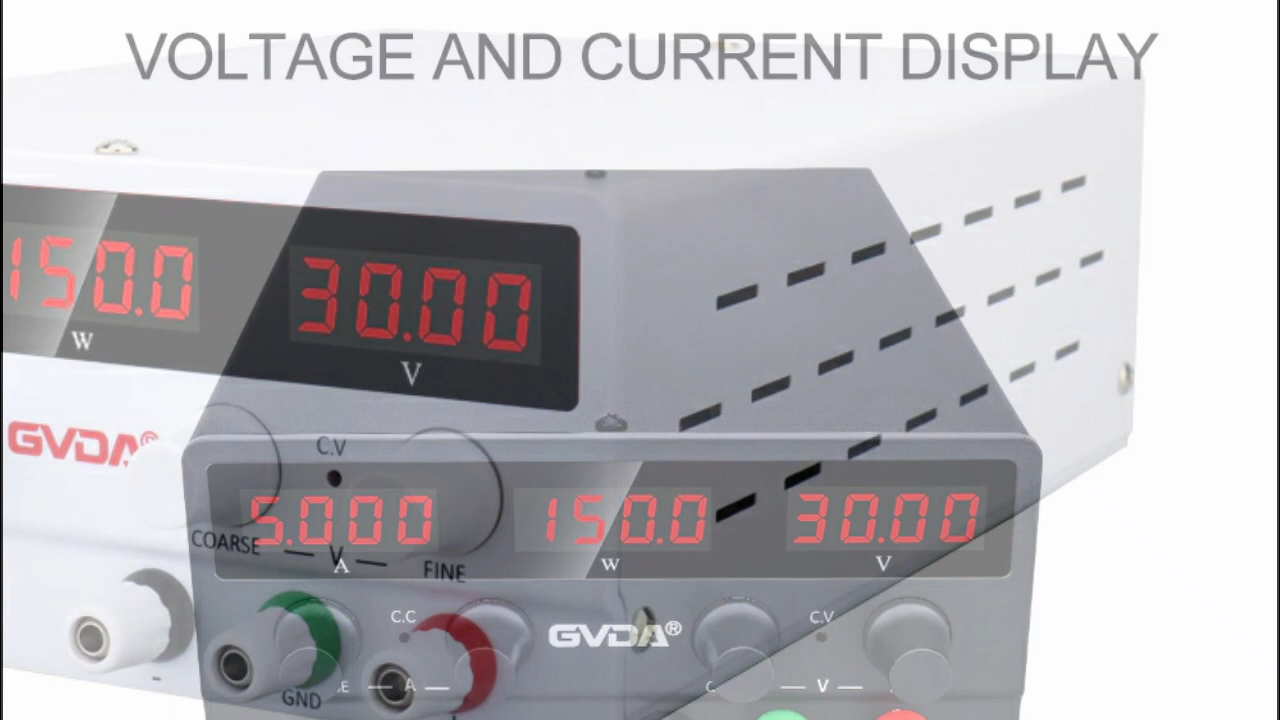 VOLTAGE AND CURRENT DISPLAY
150.0 30.00
W V
GVDA®
C.V
5.000 150.0 30.00
COARSE V FINE
A W V
C.C GVDA® C.V
GND A V